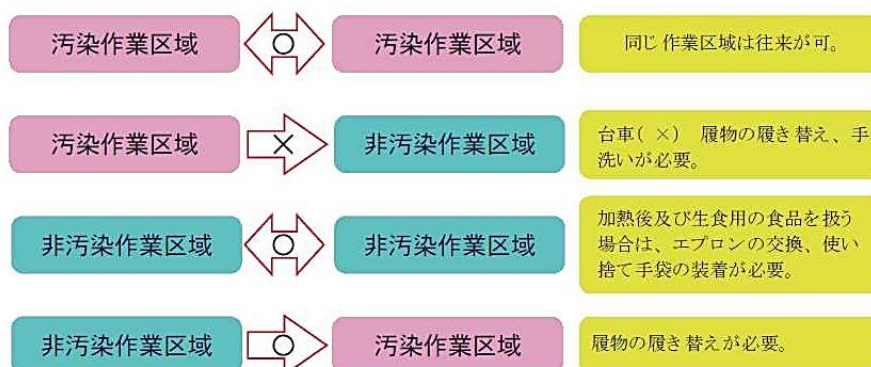 汚染作業区域 ○ 汚染作業区域 同じ作業区域は往来が可。
汚染作業区域 × 非汚染作業区域 台車(×) 履物の履き替え、手
洗いが必要。
非汚染作業区域 ○ 非汚染作業区域 加熱後及び生食用の食品を扱う
場合は、エプロンの交換、使い
捨て手袋の装着が必要。
非汚染作業区域 ○ 汚染作業区域 履物の履き替えが必要。